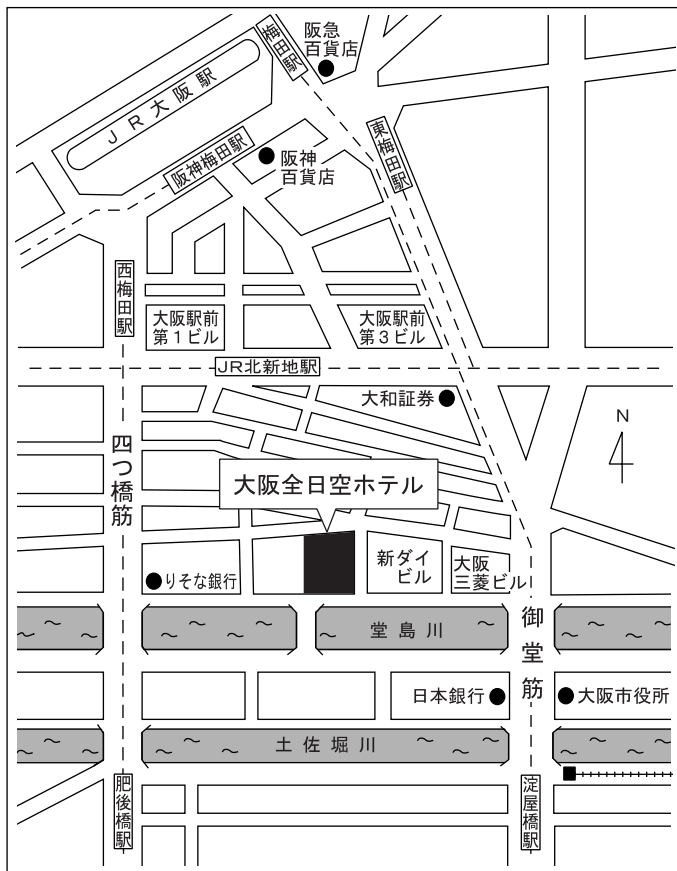 阪急
百貨店
梅田駅
JR大阪駅
東梅田駅
阪神梅田駅
阪神
百貨店
西梅田駅
大阪駅前
第1ビル
大阪駅前
第3ビル
JR北新地駅
大和証券
N
四つ橋筋
大阪全日空ホテル
新ダイ
ビル
大阪
三菱ビル
りそな銀行
堂島川
御堂筋
日本銀行
大阪市役所
土佐堀川
肥後橋駅
淀屋橋駅